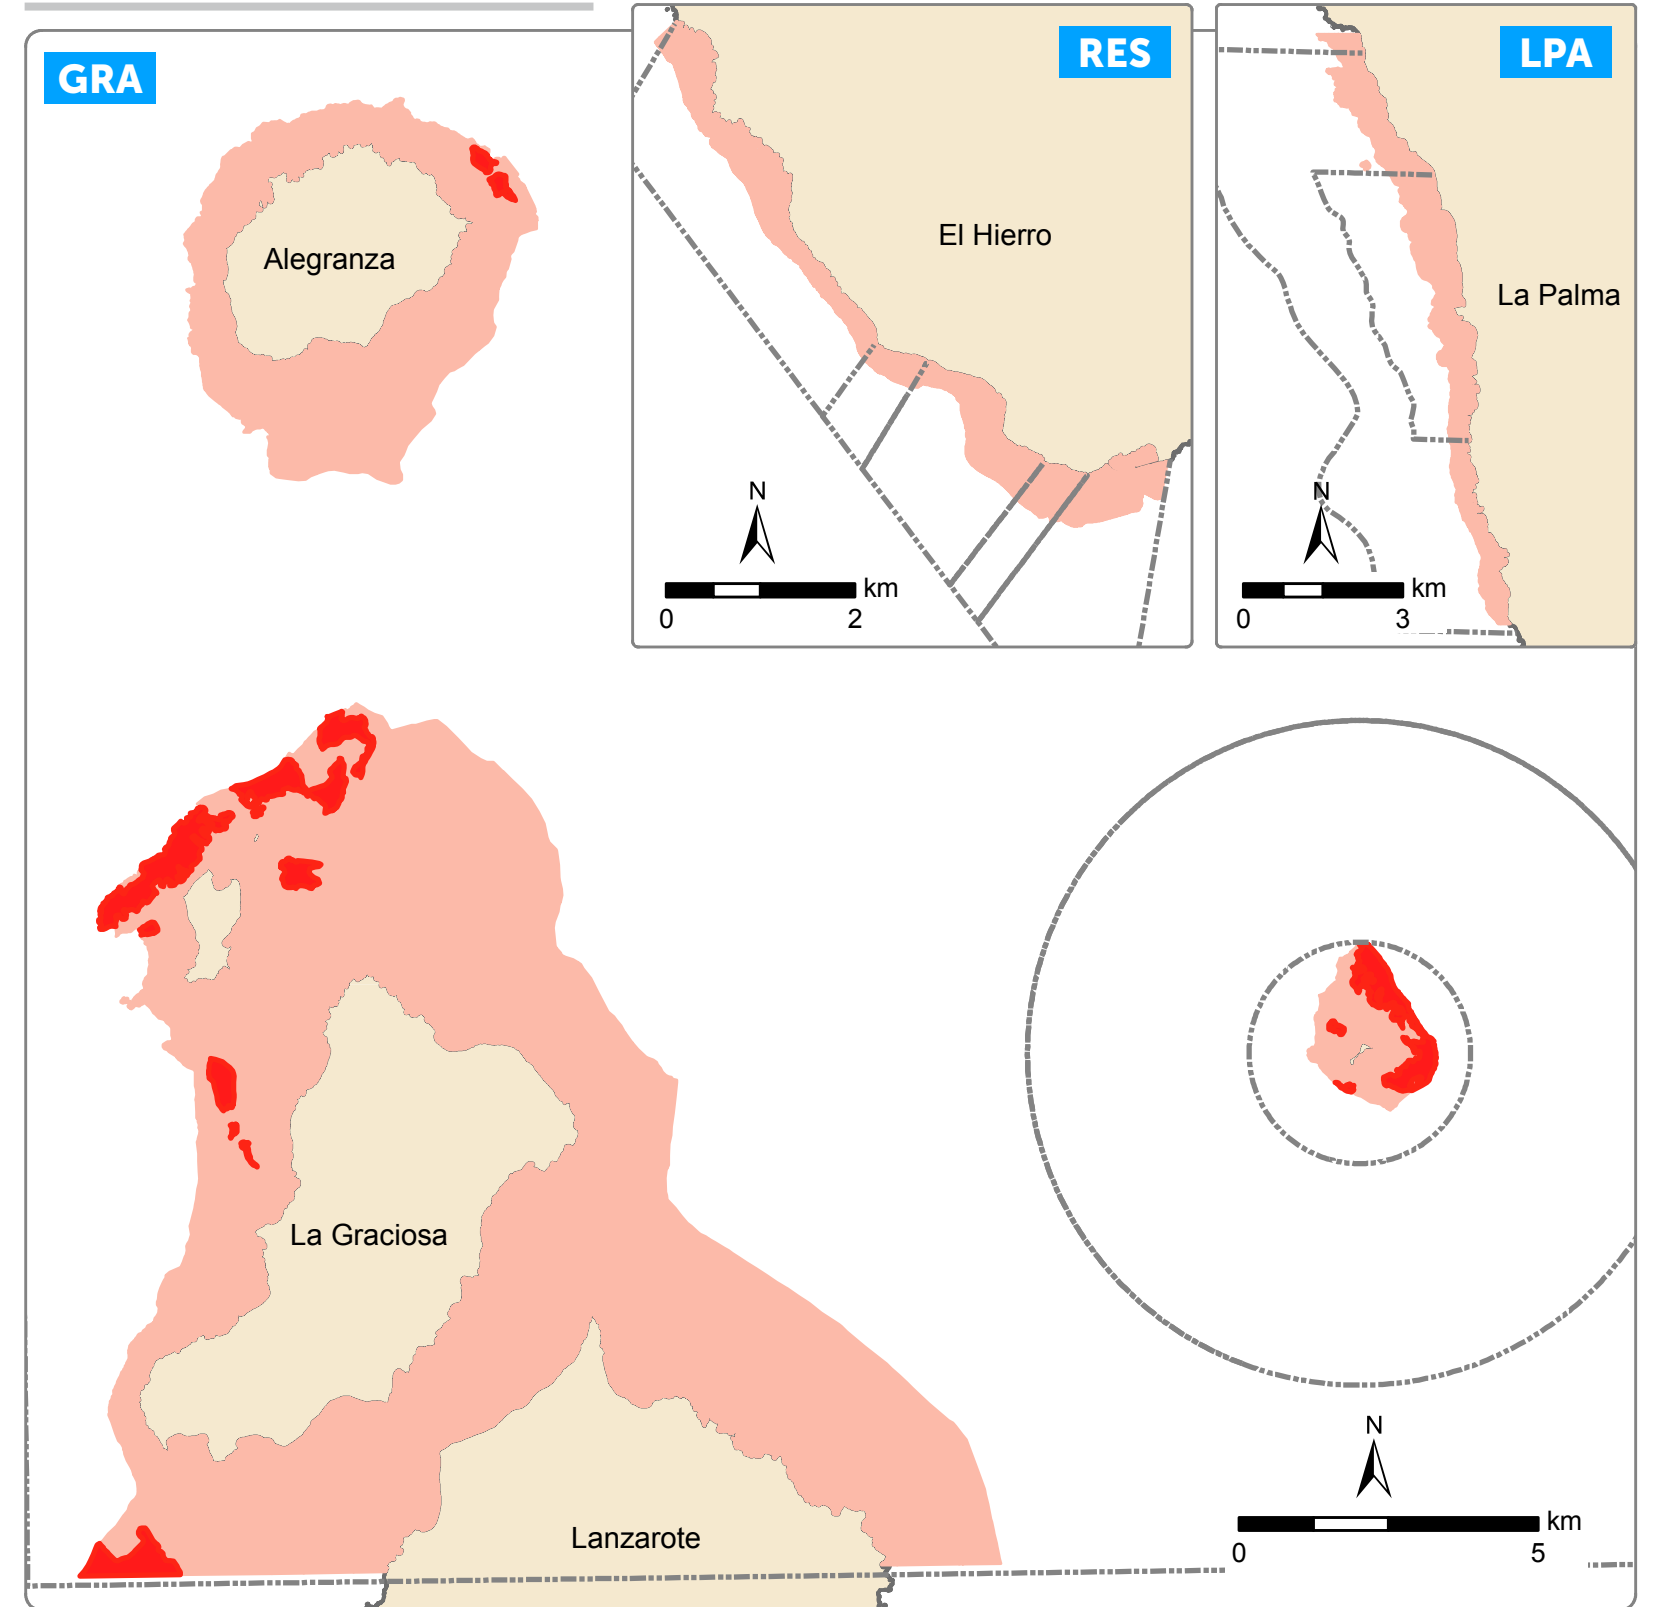 GRA
RES
LPA
Alegranza
El Hierro
La Palma
N
km
0 2
N
km
0 3
La Graciosa
Lanzarote
N
km
0 5